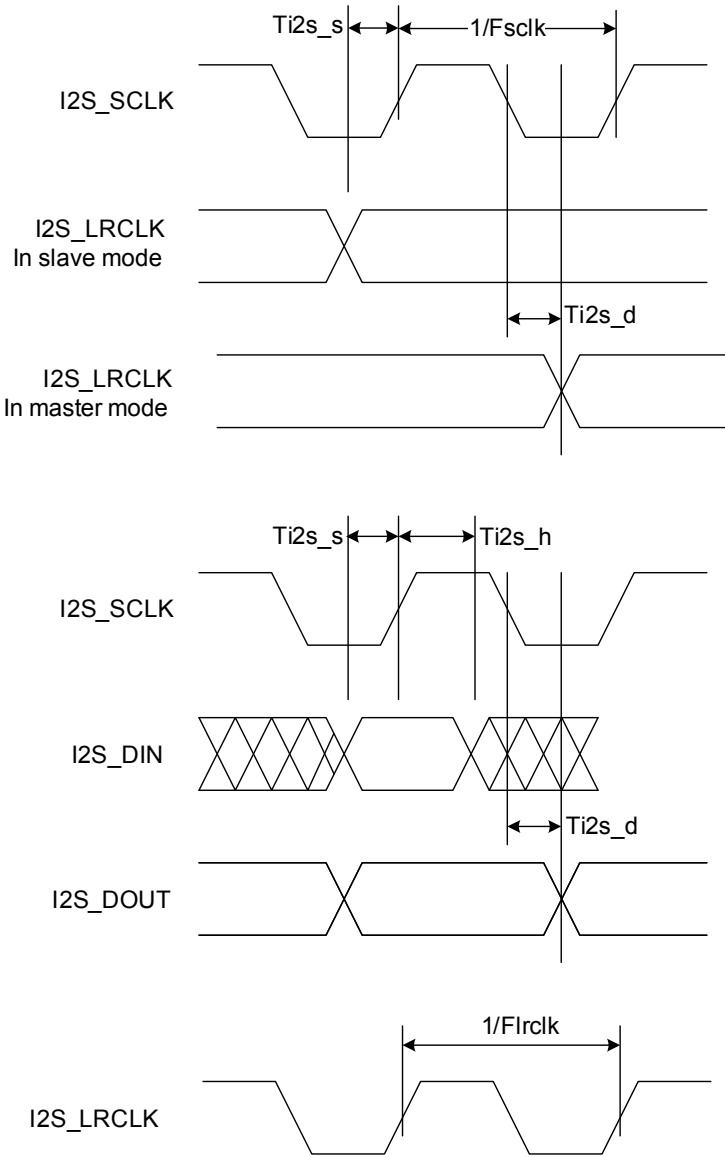 Ti2s_s
1/Fsclk
I2S_SCLK
I2S_LRCLK
In slave mode
Ti2s_d
I2S_LRCLK
In master mode
Ti2s_s
Ti2s_h
I2S_SCLK
I2S_DIN
Ti2s_d
I2S_DOUT
1/Flrclk
I2S_LRCLK